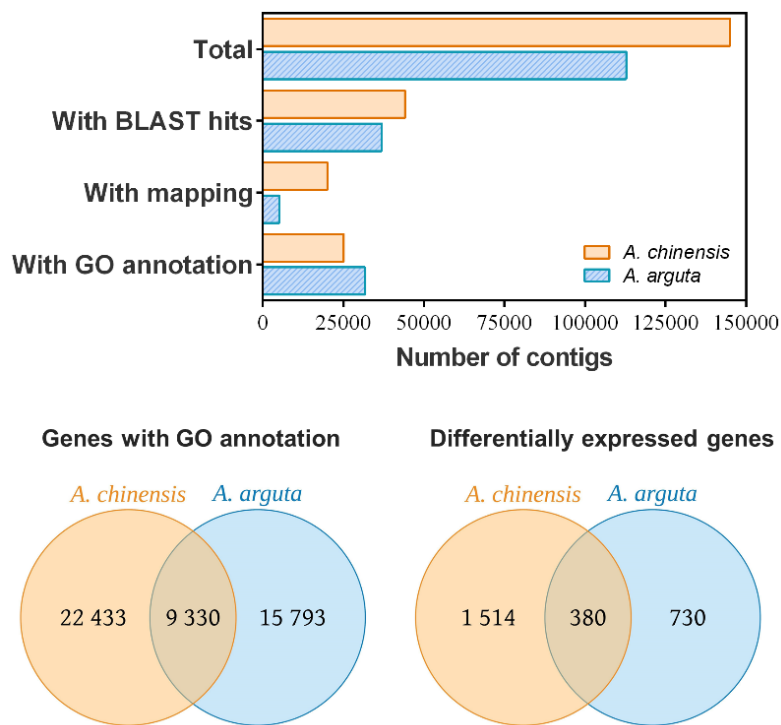 Total
With BLAST hits
With mapping
With GO annotation
A. chinensis
A. arguta
0 25000 50000 75000 100000 125000 150000
Number of contigs
Genes with GO annotation
A. chinensis A. arguta
22 433 9 330 15 793
Differentially expressed genes
A. chinensis A. arguta
1 514 380 730